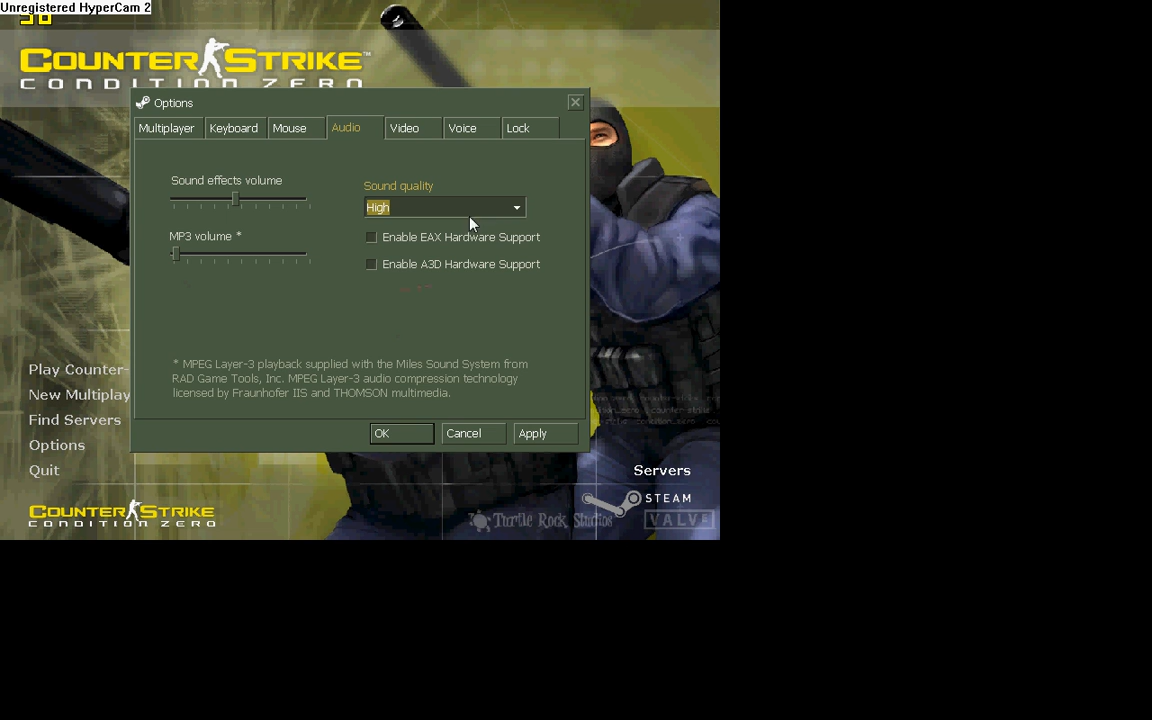 Unregistered HyperCam 2
COUNTER STRIKE™
CONDITION ZERO
Options
Multiplayer
Keyboard
Mouse
Audio
Video
Voice
Lock
Sound effects volume
Sound quality
High
MP3 volume *
Enable EAX Hardware Support
Enable A3D Hardware Support
* MPEG Layer-3 playback supplied with the Miles Sound System from
RAD Game Tools, Inc. MPEG Layer-3 audio compression technology
licensed by Fraunhofer IIS and THOMSON multimedia.
OK
Cancel
Apply
Play Counter-
New Multiplay
Find Servers
Options
Quit
Servers
COUNTER STRIKE
CONDITION ZERO
Turtle Rock Studios
STEAM
VALVE